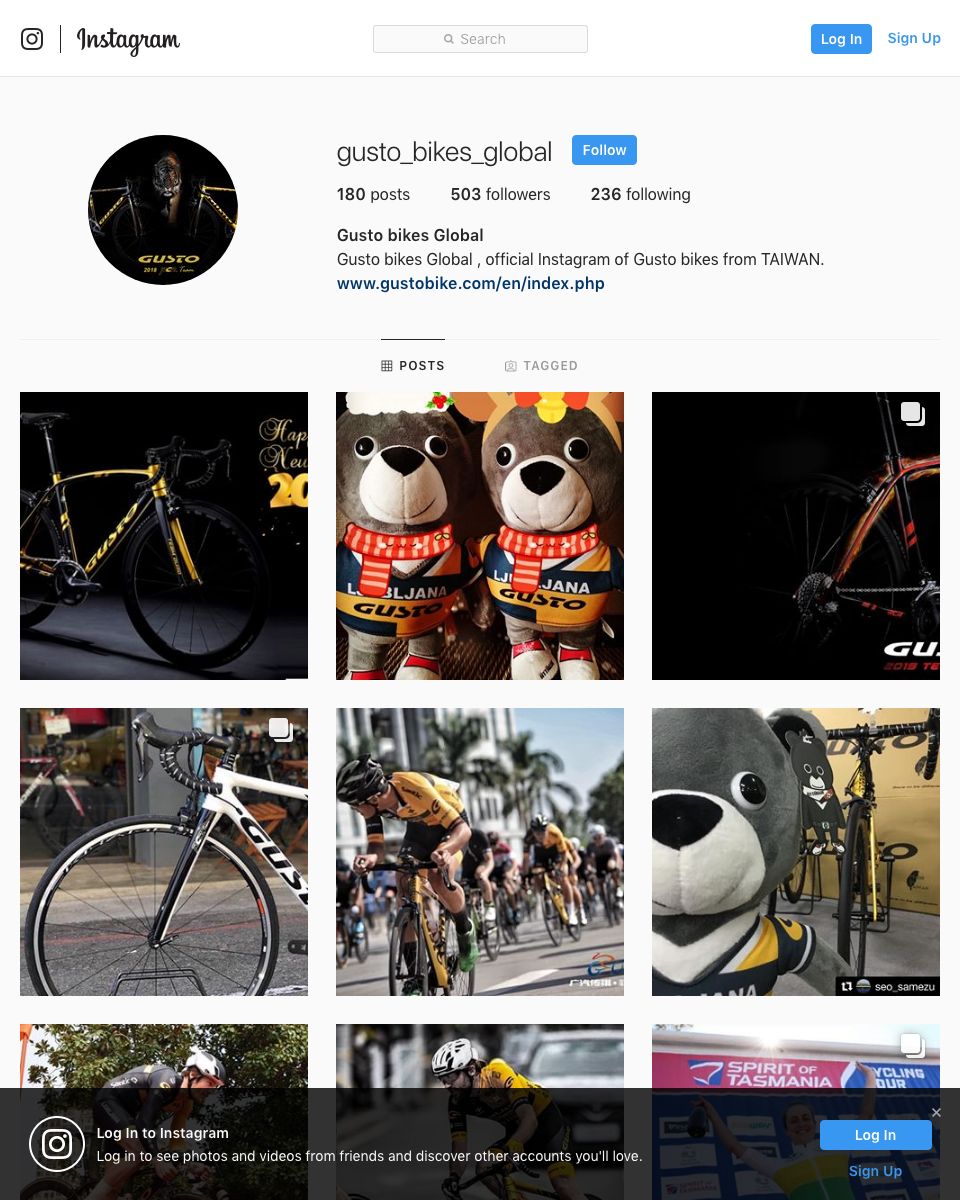 Instagram
Search
Log In
Sign Up
gusto_bikes_global
Follow
180 posts
503 followers
236 following
Gusto bikes Global
Gusto bikes Global , official Instagram of Gusto bikes from TAIWAN.
www.gustobike.com/en/index.php
GUSTO
2018
Team
POSTS
TAGGED
Hap
New
20
GUSTO
LJUBLJANA
GUSTO
LJUBLJANA
GUSTO
GUS
2019 TE
GUST
seo_samezu
SPIRIT OF
TASMANIA
CYCLING
TOUR
Log In to Instagram
Log in to see photos and videos from friends and discover other accounts you'll love.
Log In
Sign Up